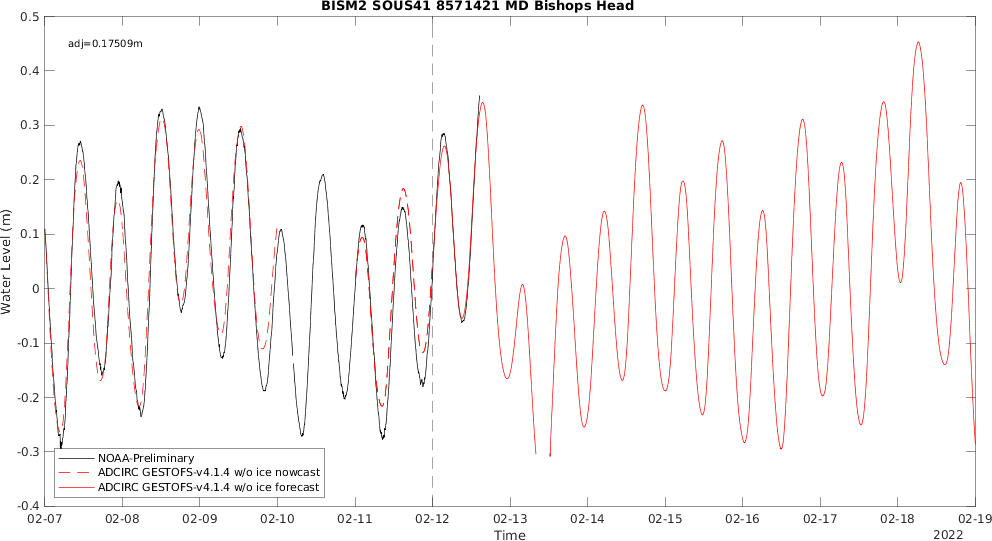 BISM2 SOUS41 8571421 MD Bishops Head
adj=0.17509m
0.5
0.4
0.3
0.2
0.1
0
-0.1
-0.2
-0.3
-0.4
Water Level (m)
NOAA-Preliminary
ADCIRC GESTOFS-v4.1.4 w/o ice nowcast
ADCIRC GESTOFS-v4.1.4 w/o ice forecast
02-07 02-08 02-09 02-10 02-11 02-12 02-13 02-14 02-15 02-16 02-17 02-18 02-19
Time
2022